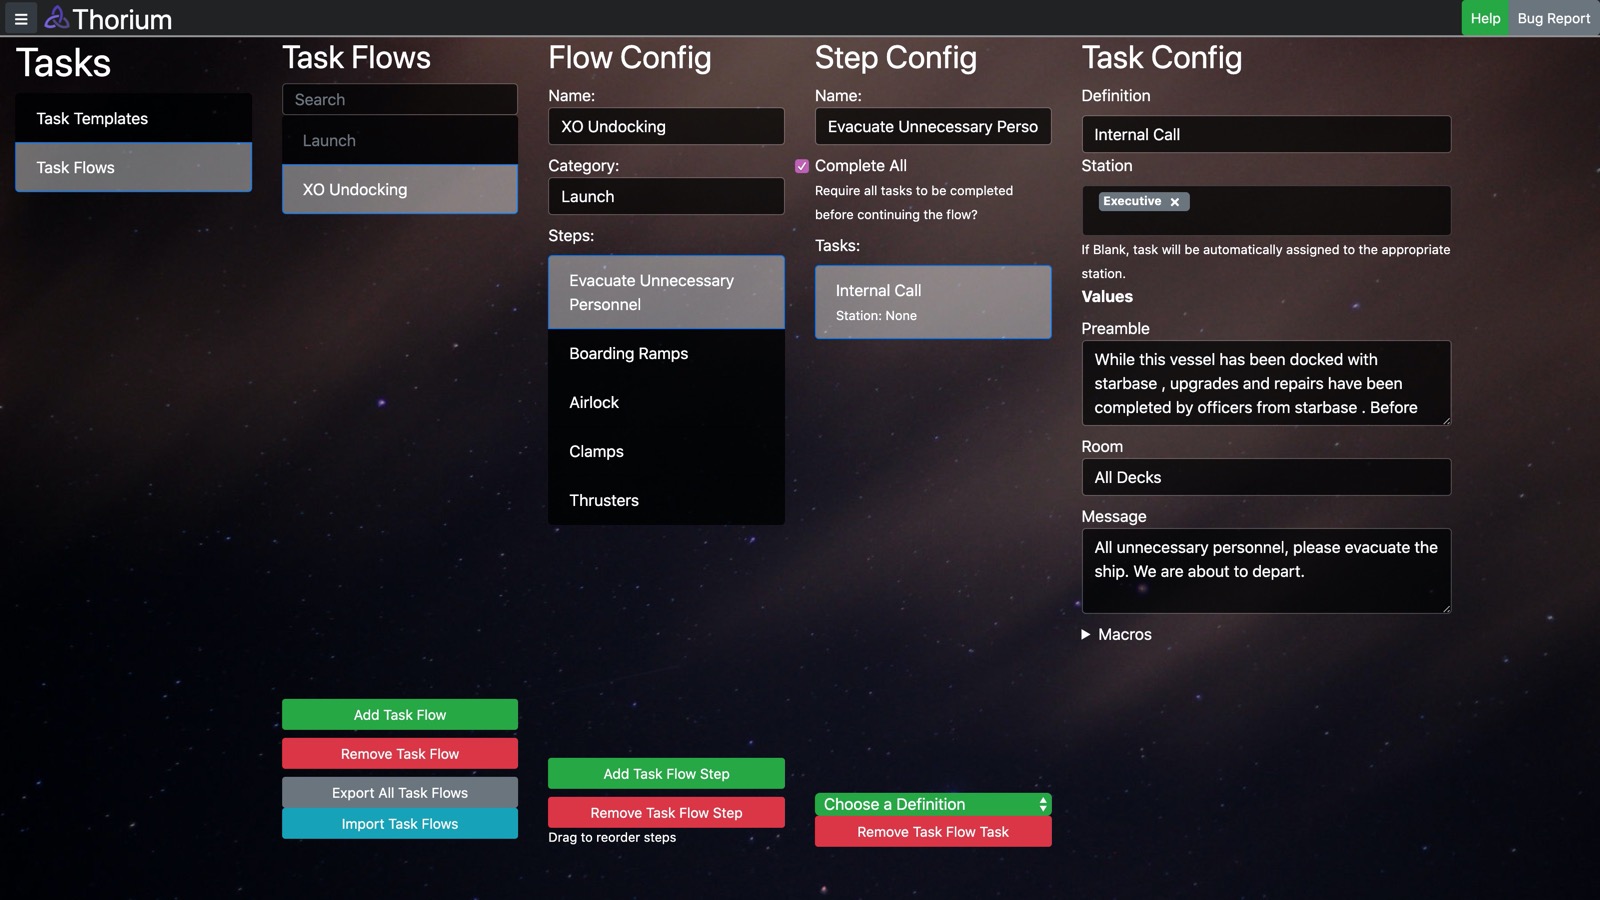 Thorium
Help
Bug Report
Tasks
Task Templates
Task Flows
Task Flows
Search
Launch
XO Undocking
Add Task Flow
Remove Task Flow
Export All Task Flows
Import Task Flows
Flow Config
Name:
XO Undocking
Category:
Launch
Steps:
Evacuate Unnecessary
Personnel
Boarding Ramps
Airlock
Clamps
Thrusters
Add Task Flow Step
Remove Task Flow Step
Drag to reorder steps
Step Config
Name:
Evacuate Unnecessary Perso
Complete All
Require all tasks to be completed
before continuing the flow?
Tasks:
Internal Call
Station: None
Choose a Definition
Remove Task Flow Task
Task Config
Definition
Internal Call
Station
Executive ×
If Blank, task will be automatically assigned to the appropriate
station.
Values
Preamble
While this vessel has been docked with
starbase , upgrades and repairs have been
completed by officers from starbase . Before
Room
All Decks
Message
All unnecessary personnel, please evacuate the
ship. We are about to depart.
Macros